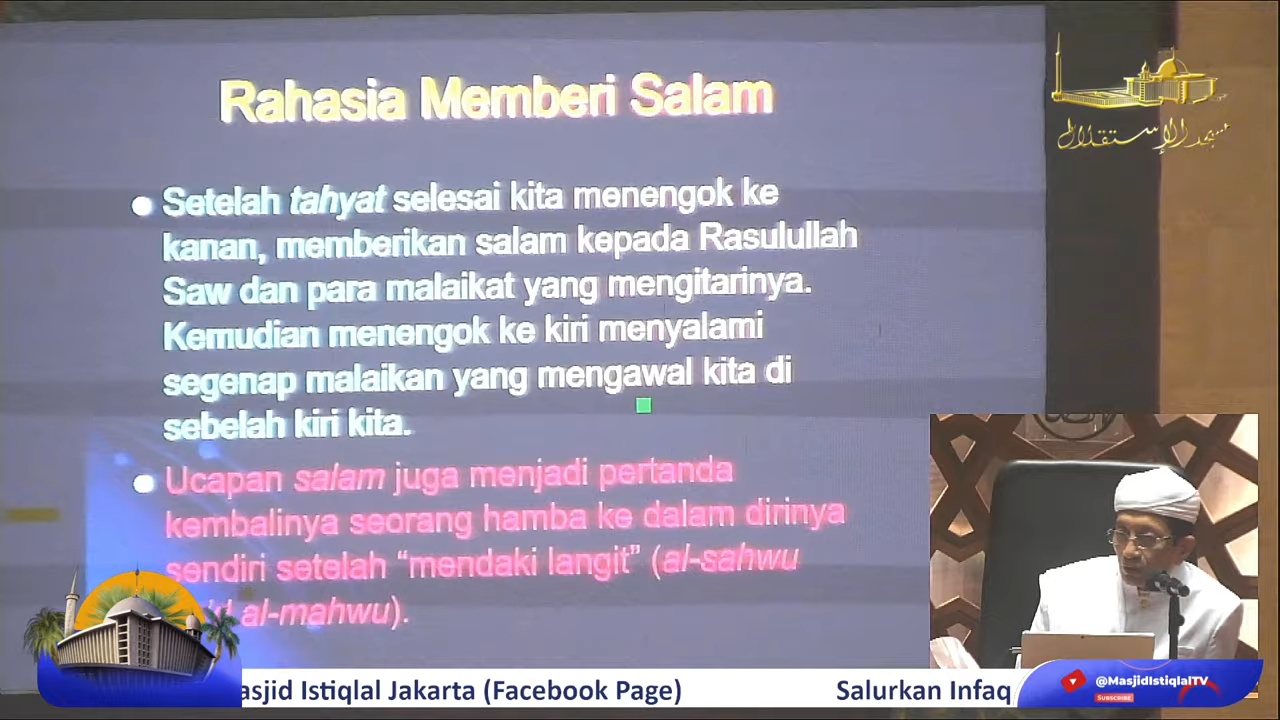 Rahasia Memberi Salam
Setelah tahyat selesai kita menengok ke
kanan, memberikan salam kepada Rasulullah
Saw dan para malaikat yang mengitarinya.
Kemudian menengok ke kiri menyalami
segenap malaikan yang mengawal kita di
sebelah kiri kita.
Ucapan salam juga menjadi pertanda
kembalinya seorang hamba ke dalam dirinya
sendiri setelah “mendaki langit” (al-sahwu
al-mahwu).
مسجد الإستقلال
asjid Istiqlal Jakarta (Facebook Page)
Salurkan Infaq
@MasjidIstiqlalTV
SUBSCRIBE